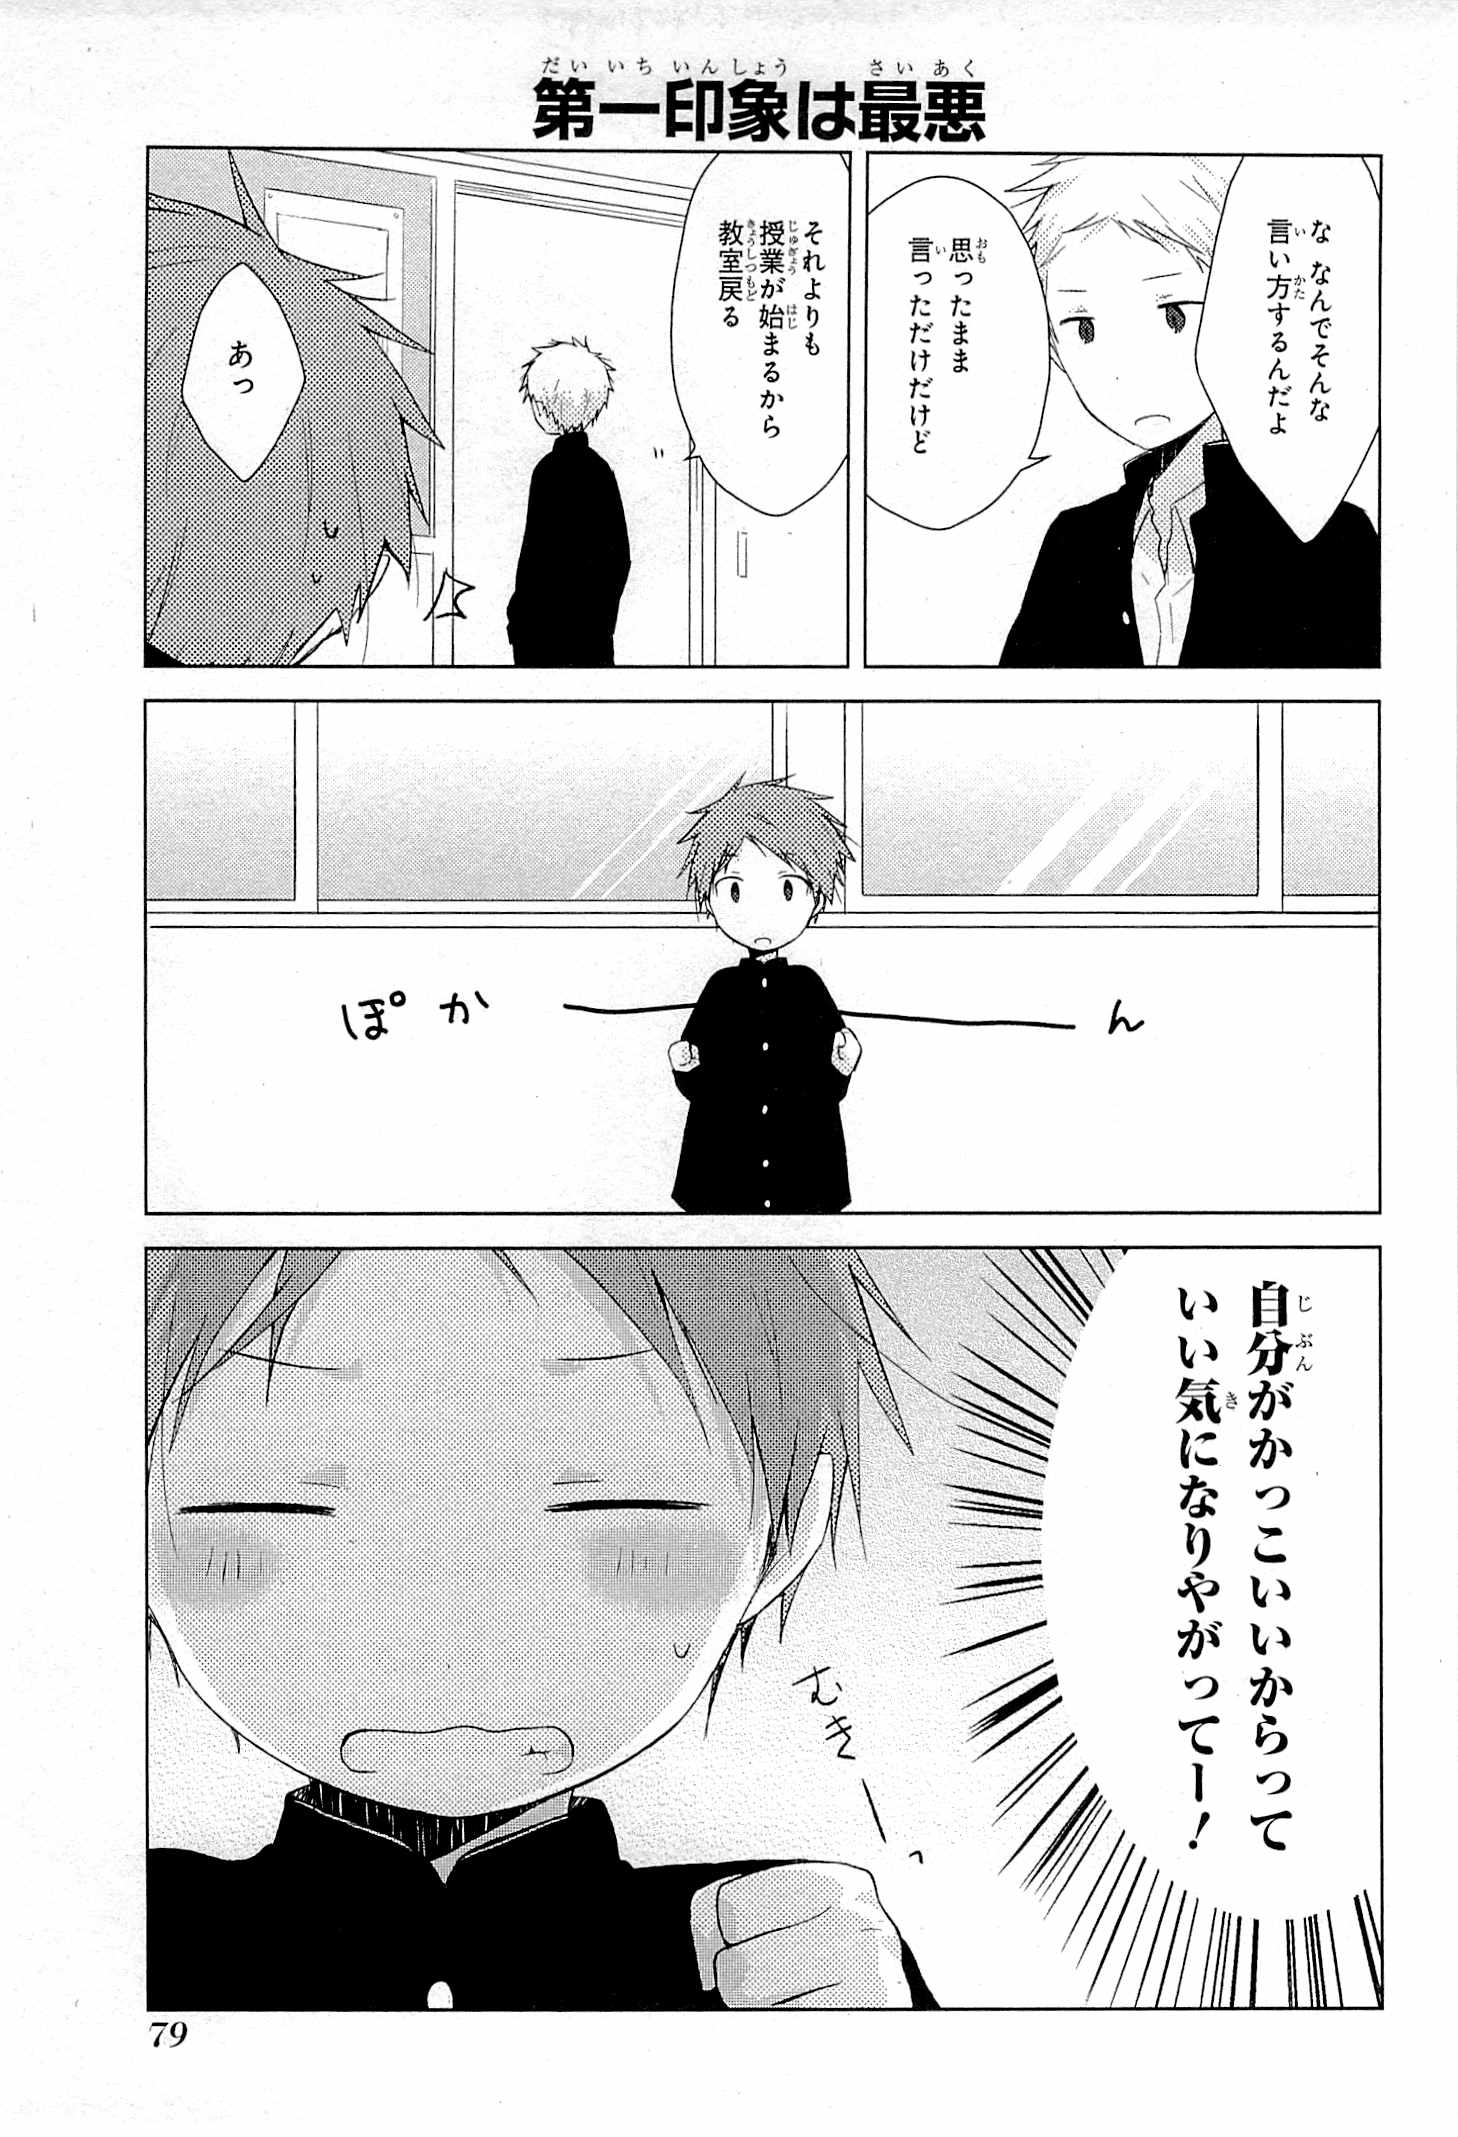 第一印象は最悪
な なんでそんな
言い方するんだよ
思ったまま
言っただけだけど
それよりも
授業が始まるから
教室戻る
あっ
ぽかーーん
自分がかっこいいからって
いい気になりやがってー！
むきーっ
79